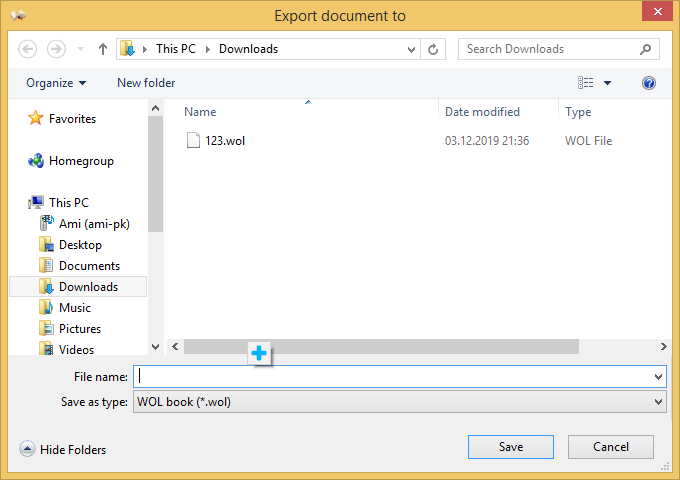 Export document to
This PC
Downloads
Search Downloads
Organize
New folder
Favorites
Homegroup
This PC
Ami (ami-pk)
Desktop
Documents
Downloads
Music
Pictures
Videos
Name
Date modified
Type
123.wol
03.12.2019 21:36
WOL File
File name:
Save as type:
WOL book (*.wol)
Hide Folders
Save
Cancel